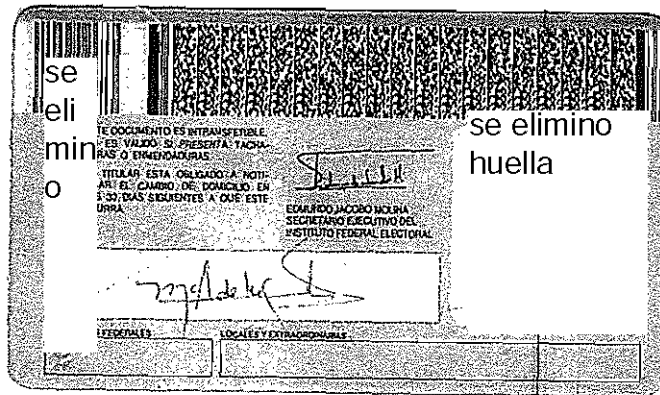 se
eli
min
o
se elimino
huella
TE DOCUMENTO ES INTRANSFERIBLE,
ES VALIDO SI PRESENTA TACHA-
RAS O ENMENDADURAS.
TITULAR ESTA OBLIGADO A NOTI-
AR EL CAMBIO DE DOMICILIO EN
S 30 DIAS SIGUIENTES A QUE ESTE
URRA.
EDMUNDO JACOBO MOLINA
SECRETARIO EJECUTIVO DEL
INSTITUTO FEDERAL ELECTORAL
FEDERALES
LOCALES Y EXTRAORDINARIAS